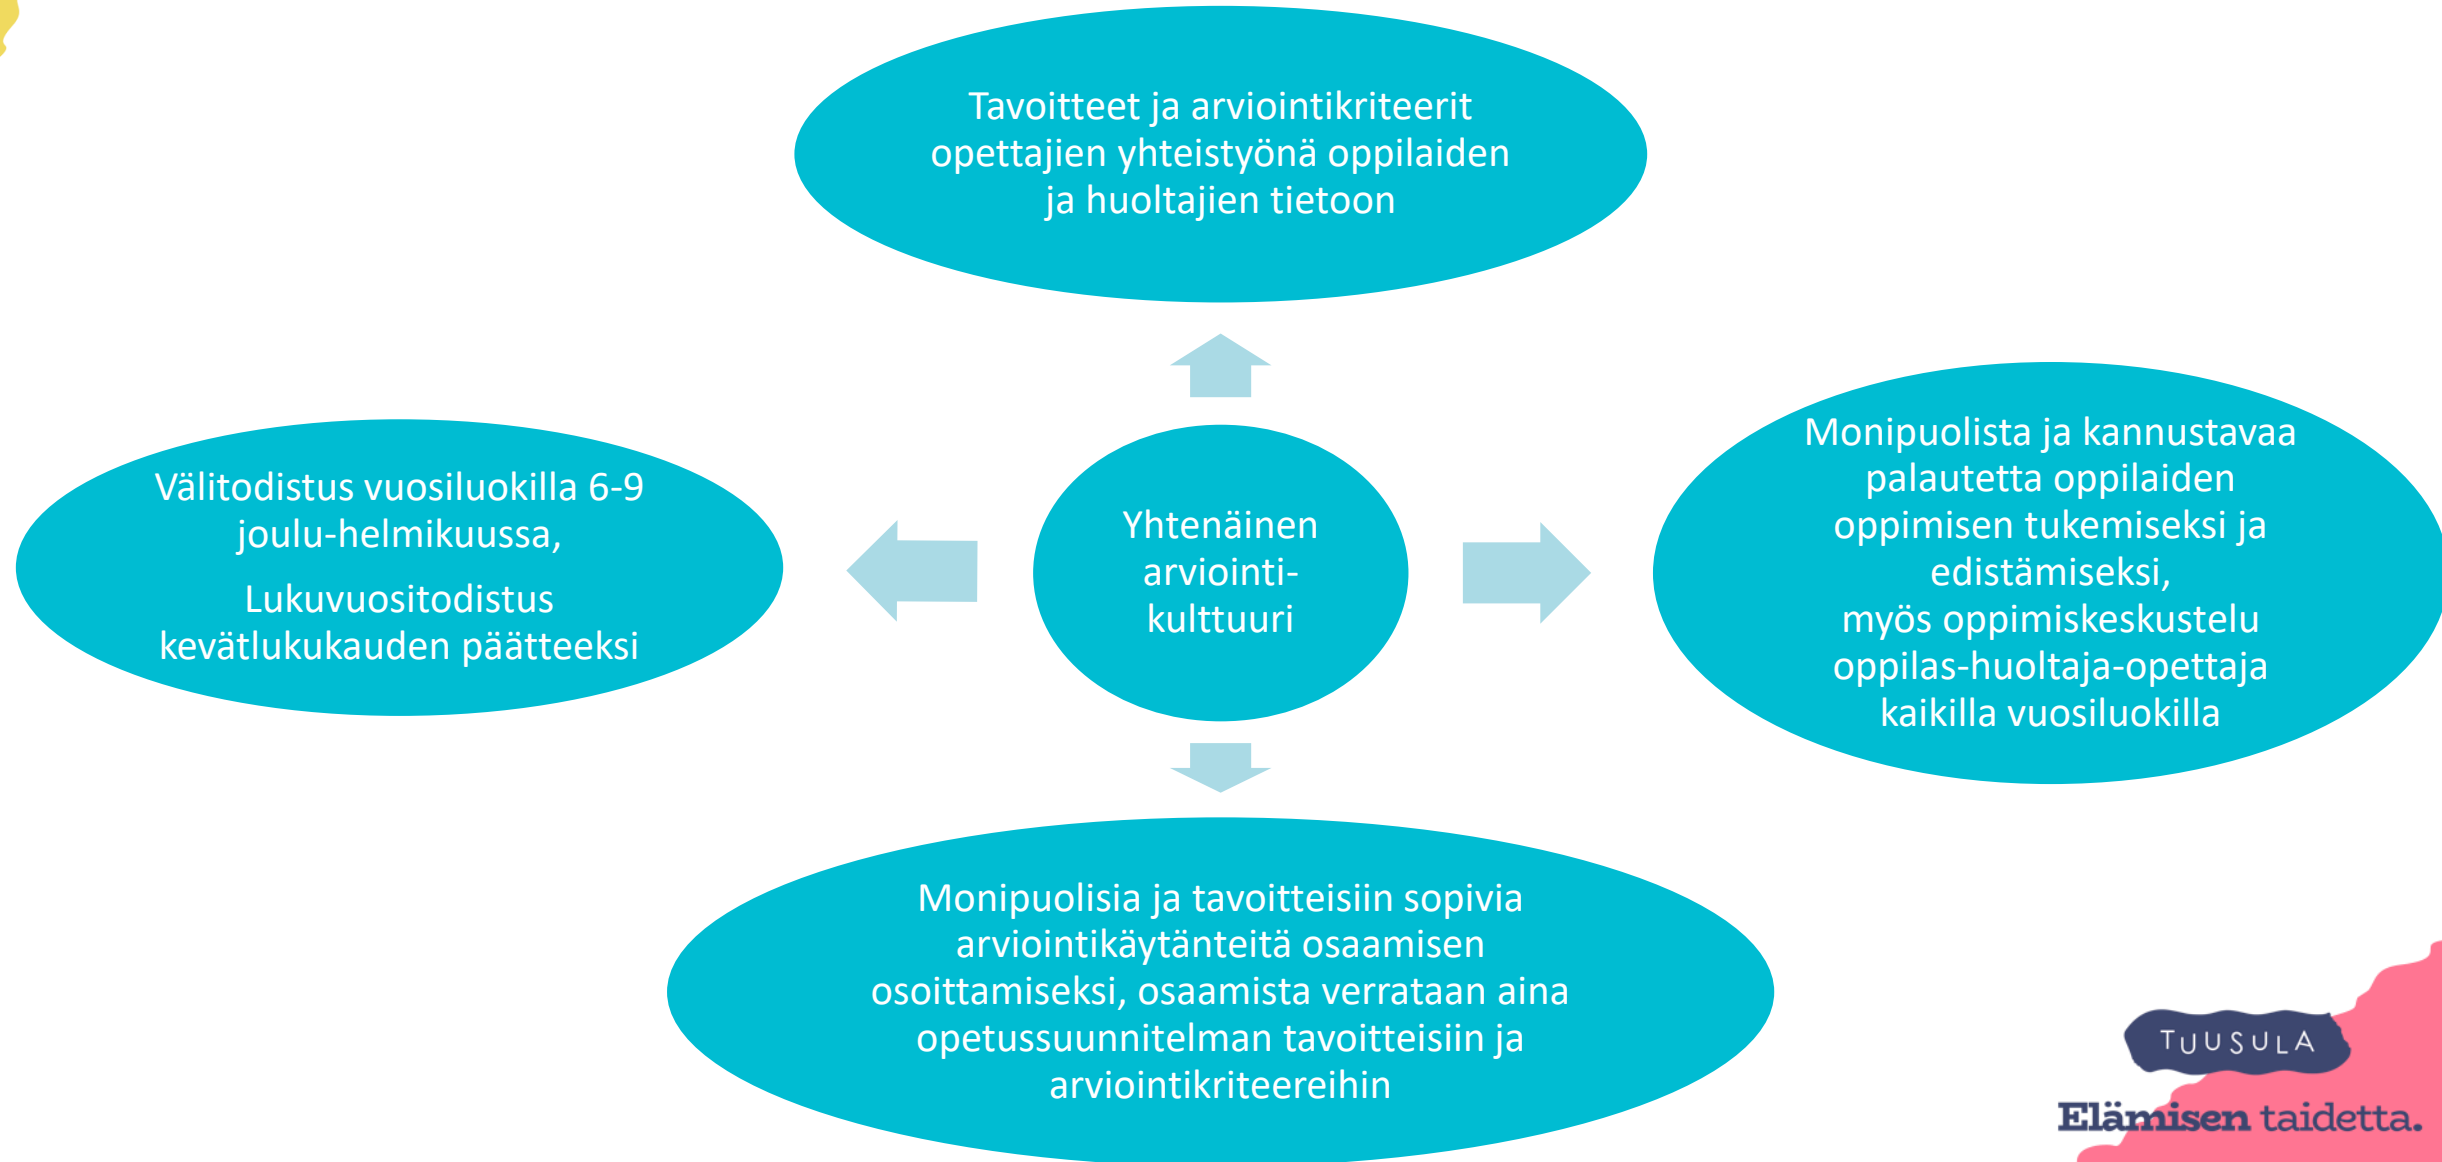 Tavoitteet ja arviointikriteerit
opettajien yhteistyönä oppilaiden
ja huoltajien tietoon
Välitodistus vuosiluokilla 6-9
joulu-helmikuussa,
Lukuvuositodistus
kevätlukukauden päätteeksi
Yhtenäinen
arviointi-
kulttuuri
Monipuolista ja kannustavaa
palautetta oppilaiden
oppimisen tukemiseksi ja
edistämiseksi,
myös oppimiskeskustelu
oppilas-huoltaja-opettaja
kaikilla vuosiluokilla
Monipuolisia ja tavoitteisiin sopivia
arviointikäytänteitä osaamisen
osoittamiseksi, osaamista verrataan aina
opetussuunnitelman tavoitteisiin ja
arviointikriteereihin
TUUSULA
Elämisen taidetta.